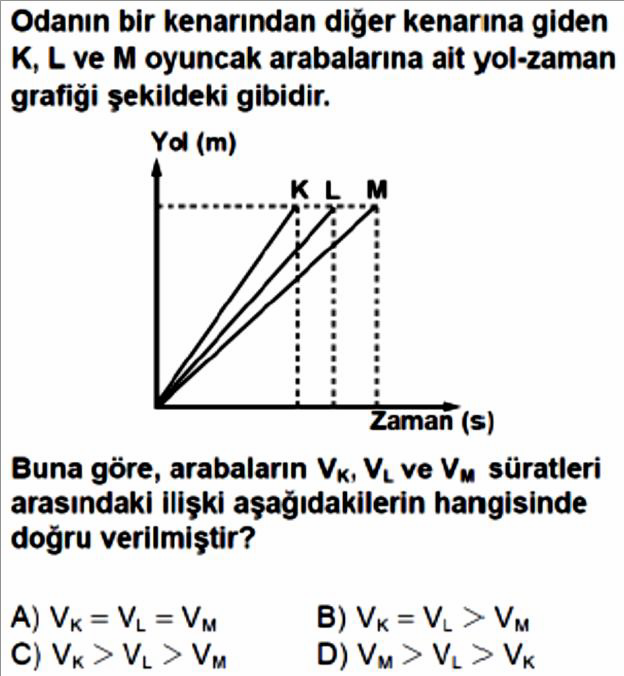 Odanın bir kenarından diğer kenarına giden
K, L ve M oyuncak arabalarına ait yol-zaman
grafiği şekildeki gibidir.
Yol (m)
K L M
Zaman (s)
Buna göre, arabaların VK, VL ve VM süratleri
arasındaki ilişki aşağıdakilerin hangisinde
doğru verilmiştir?
A) VK = VL = VM B) VK = VL > VM
C) VK > VL > VM D) VM > VL > VK